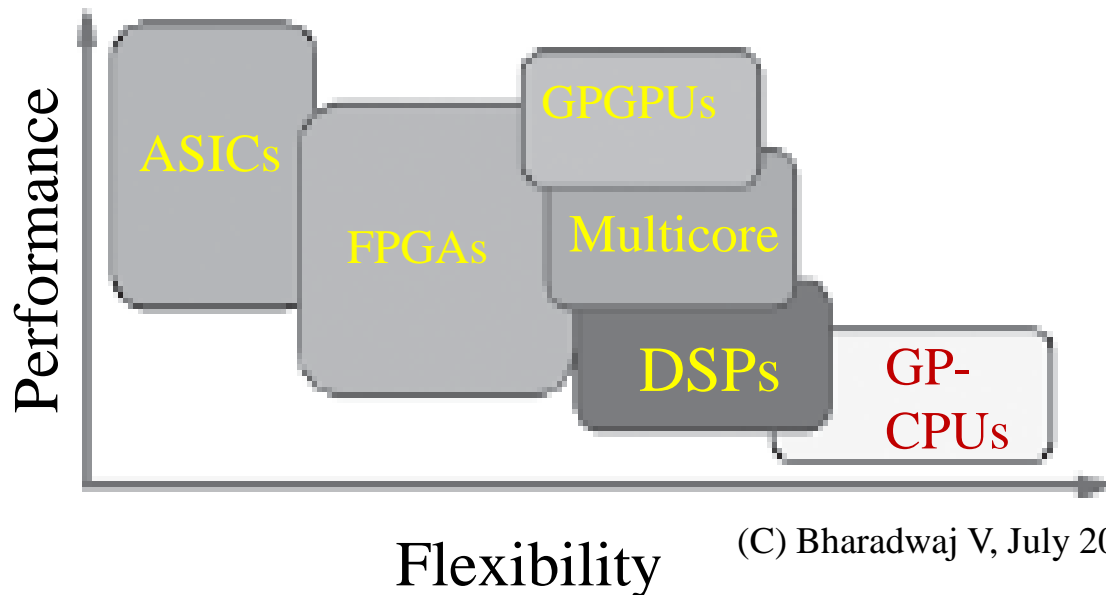 Performance
ASICs
FPGAs
GPGPUs
Multicore
DSPs
GP-
CPUs
Flexibility
(C) Bharadwaj V, July